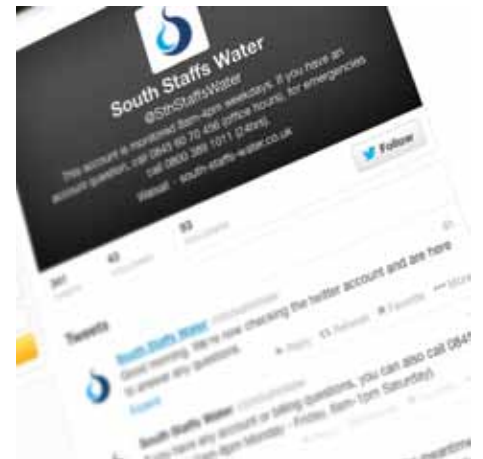 South Staffs Water
@SthStaffsWater
This account is monitored 8am-4pm weekdays. If you have an
account question, call 0845 60 70 456 (office hours), for emergencies
call 0800 389 1011 (24hrs).
Walsall · south-staffs-water.co.uk
Follow
43
93
Tweets
South Staffs Water
Good morning. We're now checking the twitter account and are here
to answer any questions.
Expand
Reply Retweet Favorite More
South Staffs Water
If you have any account or billing questions, you can also call 0845
8am-1pm Saturday)